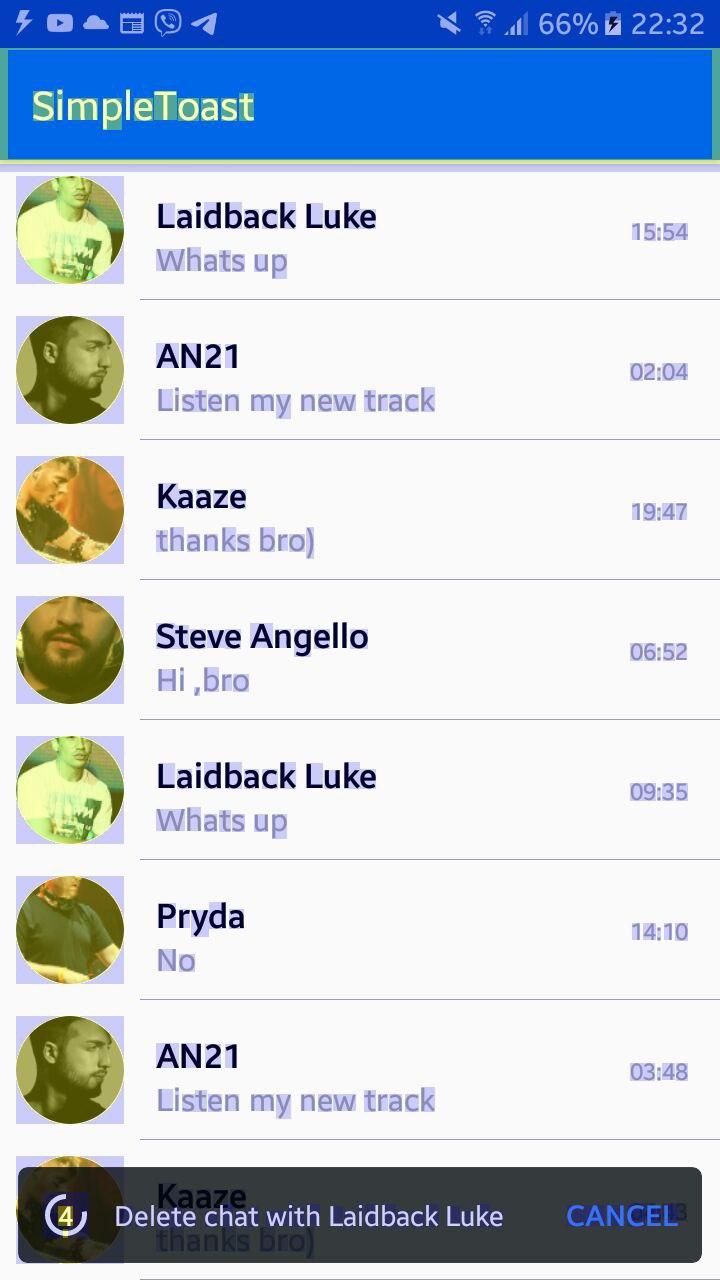 66% 22:32
SimpleToast
Laidback Luke
15:54
Whats up
AN21
02:04
Listen my new track
Kaaze
19:47
thanks bro)
Steve Angello
06:52
Hi ,bro
Laidback Luke
09:35
Whats up
Pryda
14:10
No
AN21
03:48
Listen my new track
Kaaze
4 Delete chat with Laidback Luke CANCEL
thanks bro)